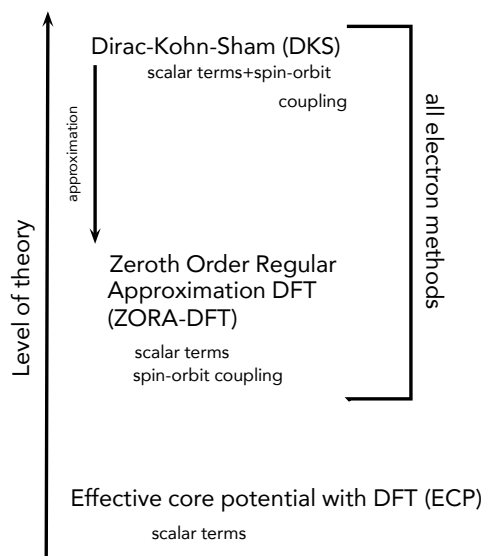 Dirac-Kohn-Sham (DKS)
scalar terms+spin-orbit
coupling
approximation
all electron methods
Level of theory
Zeroth Order Regular
Approximation DFT
(ZORA-DFT)
scalar terms
spin-orbit coupling
Effective core potential with DFT (ECP)
scalar terms